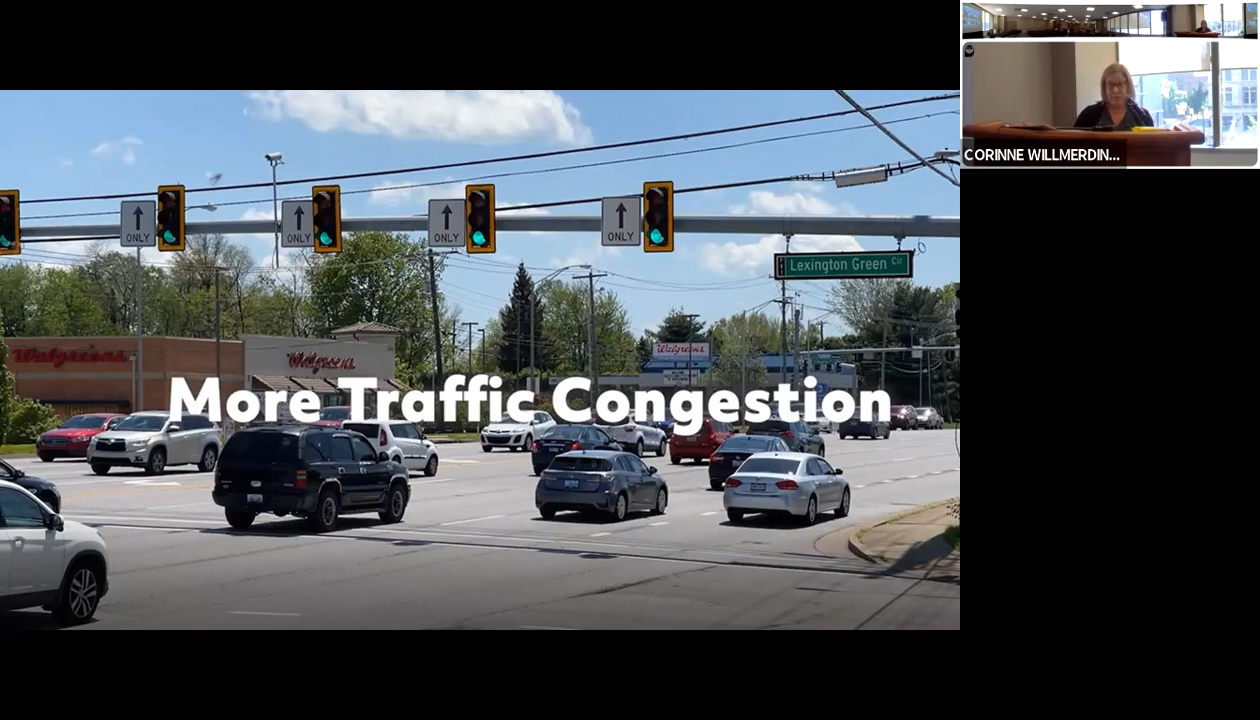 ONLY
ONLY
ONLY
ONLY
Lexington Green Cir
Walgreens
Walgreens
Walgreens
More Traffic Congestion
CORINNE WILLMERDIN...